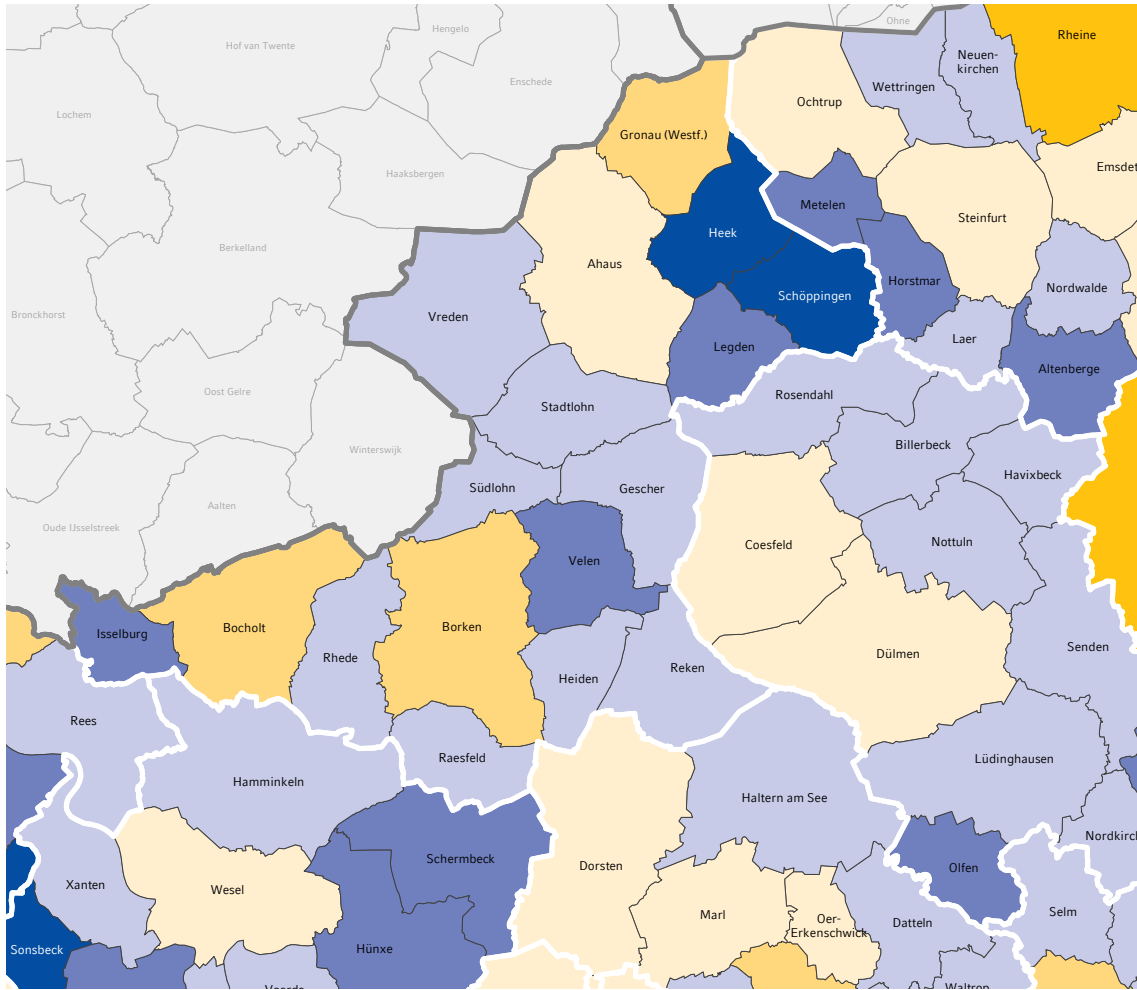 Ohne
Hengelo
Rheine
Hof van Twente
Neuen-
kirchen
Enschede
Wettringen
Ochtrup
Lochem
Gronau (Westf.)
Haaksbergen
Emsdet
Metelen
Steinfurt
Heek
Berkelland
Ahaus
Horstmar
Nordwalde
Schöppingen
Bronckhorst
Vreden
Laer
Legden
Altenberge
Oost Gelre
Rosendahl
Stadtlohn
Billerbeck
Winterswijk
Havixbeck
Südlohn
Gescher
Aalten
Oude IJsselstreek
Nottuln
Coesfeld
Velen
Isselburg
Bocholt
Borken
Senden
Dülmen
Rhede
Reken
Heiden
Rees
Raesfeld
Lüdinghausen
Hamminkeln
Haltern am See
Nordkirch
Schermbeck
Dorsten
Olfen
Xanten
Wesel
Selm
Marl
Oer-
Erkenschwick
Datteln
Sonsbeck
Hünxe
Waltrop
Voerde